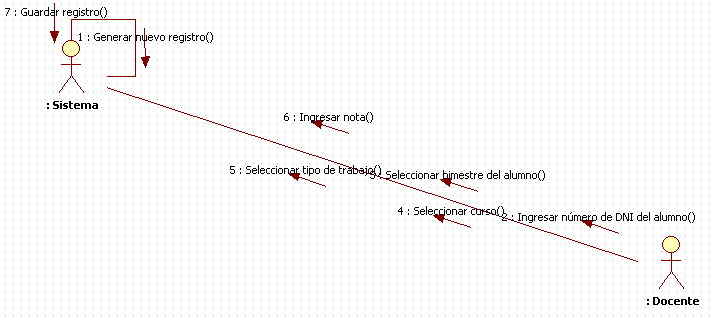 7 : Guardar registro()
1 : Generar nuevo registro()
: Sistema
6 : Ingresar nota()
5 : Seleccionar tipo de trabajo()
3 : Seleccionar bimestre del alumno()
4 : Seleccionar curso()
2 : Ingresar número de DNI del alumno()
: Docente